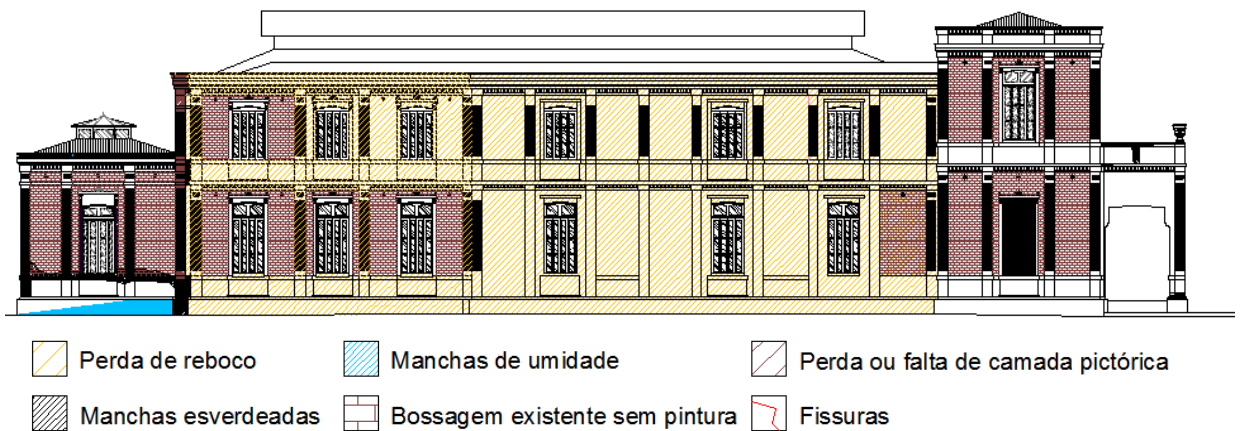 Perda de reboco
Manchas de umidade
Perda ou falta de camada pictórica
Manchas esverdeadas
Bossagem existente sem pintura
Fissuras